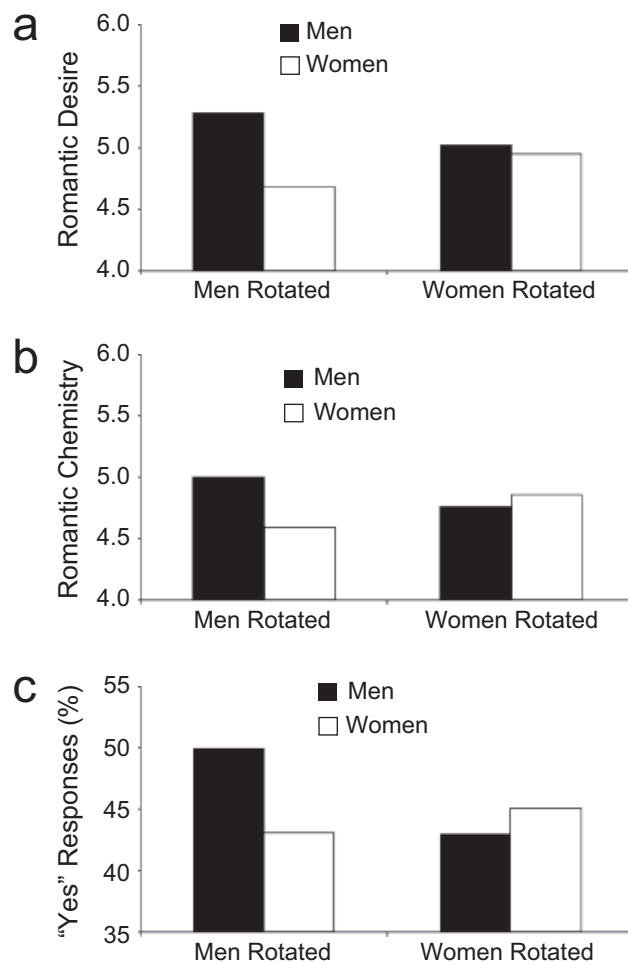 a
Romantic Desire
6.0
5.5
5.0
4.5
4.0
Men
Women
Men Rotated
Women Rotated
b
Romantic Chemistry
6.0
5.5
5.0
4.5
4.0
Men
Women
Men Rotated
Women Rotated
c
“Yes” Responses (%)
55
50
45
40
35
Men
Women
Men Rotated
Women Rotated